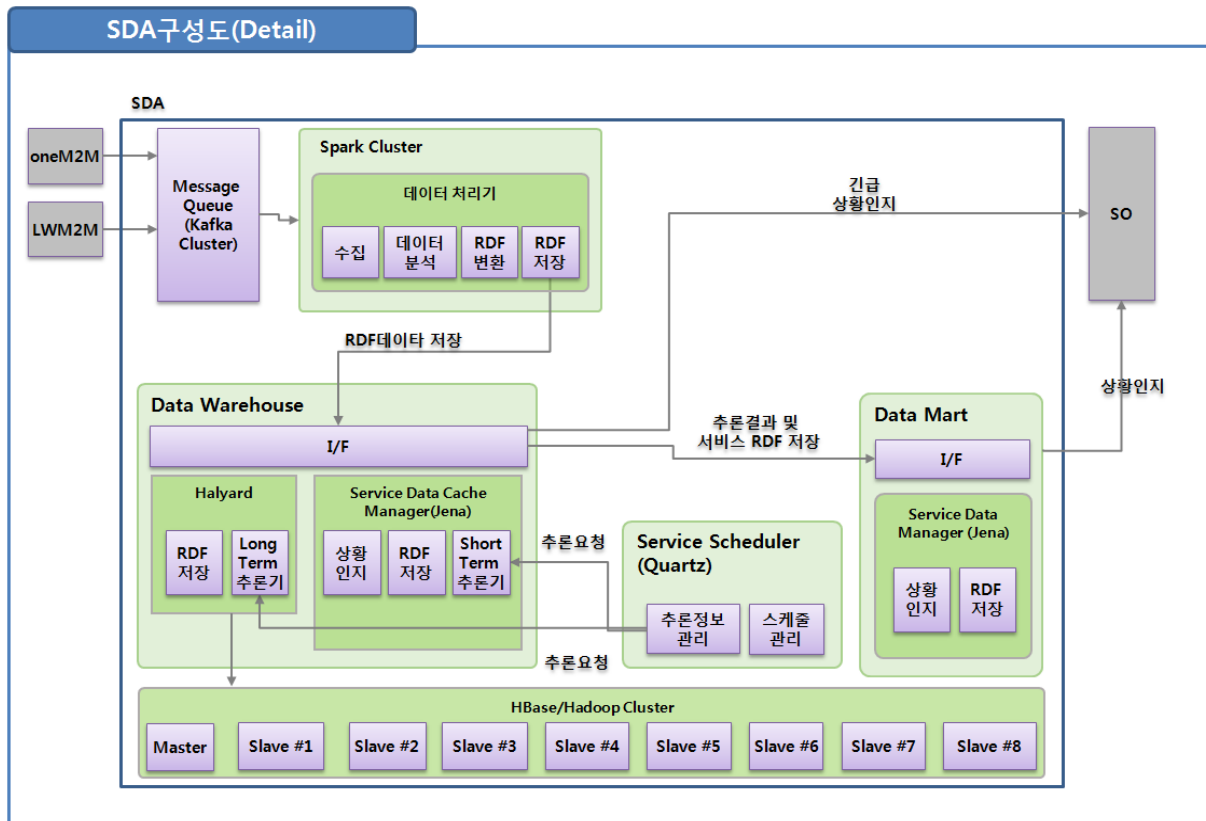 SDA구성도(Detail)
SDA
oneM2M
LWM2M
Message
Queue
(Kafka
Cluster)
Spark Cluster
데이터 처리기
수집
데이터
분석
RDF
변환
RDF
저장
긴급
상황인지
SO
RDF데이타 저장
상황인지
Data Warehouse
I/F
추론결과 및
서비스 RDF 저장
Data Mart
I/F
Halyard
RDF
저장
Long
Term
추론기
Service Data Cache
Manager(Jena)
상황
인지
RDF
저장
Short
Term
추론기
추론요청
Service Scheduler
(Quartz)
추론정보
관리
스케줄
관리
추론요청
Service Data
Manager (Jena)
상황
인지
RDF
저장
HBase/Hadoop Cluster
Master
Slave #1
Slave #2
Slave #3
Slave #4
Slave #5
Slave #6
Slave #7
Slave #8